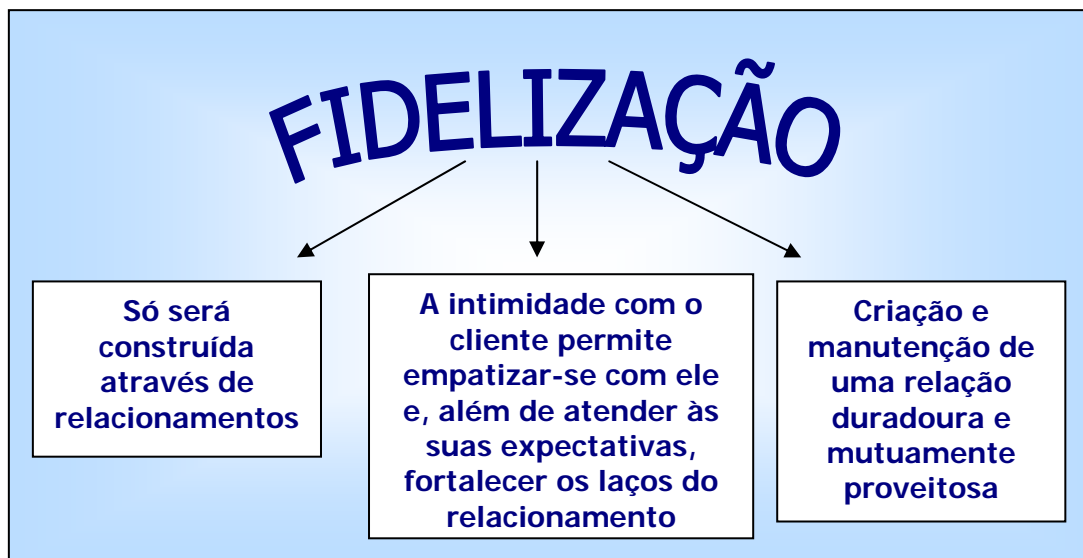 FIDELIZAÇÃO
Só será
construída
através de
relacionamentos
A intimidade com o
cliente permite
empatizar-se com ele
e, além de atender às
suas expectativas,
fortalecer os laços do
relacionamento
Criação e
manutenção de
uma relação
duradoura e
mutuamente
proveitosa